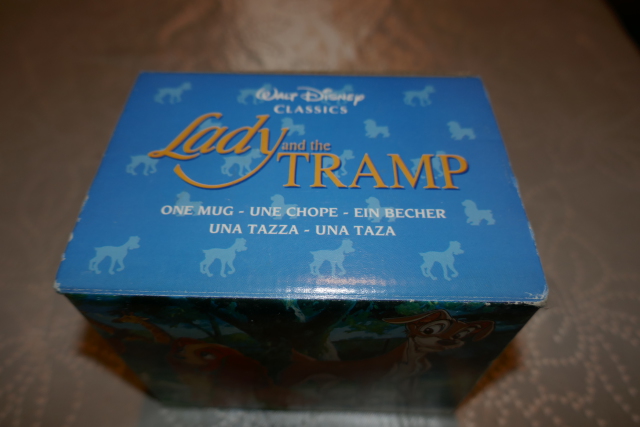 Walt Disney
CLASSICS
Lady and the
TRAMP
ONE MUG - UNE CHOPE - EIN BECHER
UNA TAZZA - UNA TAZA